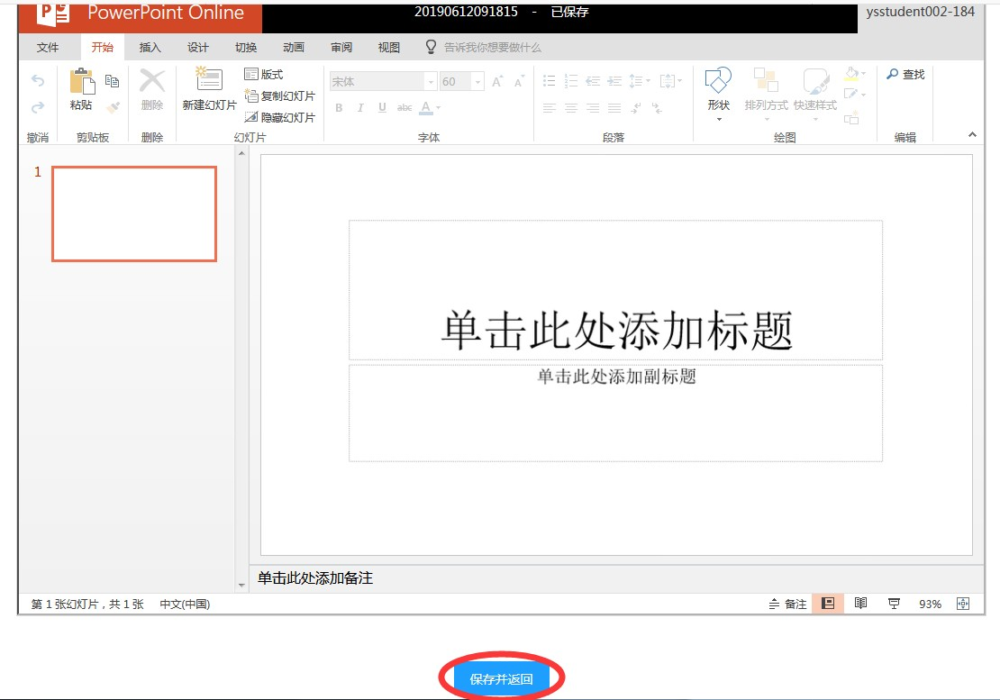 PowerPoint Online 20190612091815 - 已保存 ysstudent002-184
文件 开始 插入 设计 切换 动画 审阅 视图 告诉我你想要做什么
粘贴 删除 新建幻灯片 版式 复制幻灯片 隐藏幻灯片 宋体 60 形状 排列方式 快速样式 查找
B I U abc A
撤消 剪贴板 删除 幻灯片 字体 段落 绘图 编辑
1
单击此处添加标题
单击此处添加副标题
单击此处添加备注
第 1 张幻灯片，共 1 张 中文(中国) 备注 93%
保存并返回